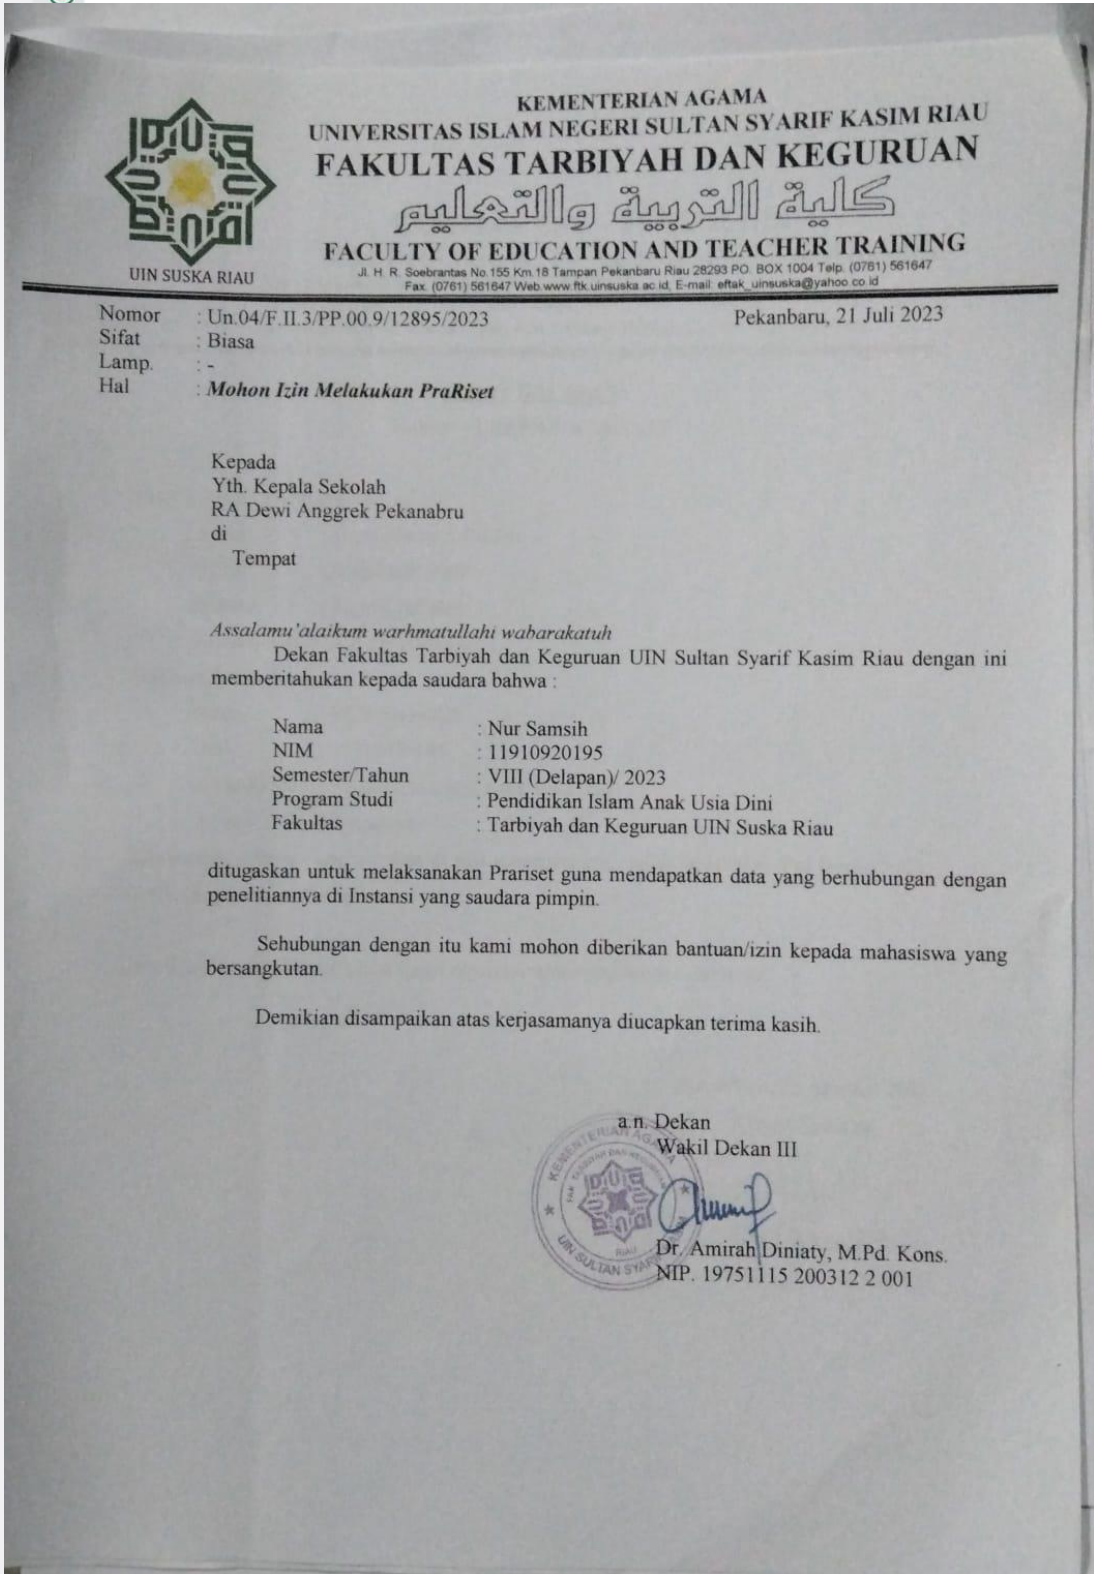 KEMENTERIAN AGAMA
UNIVERSITAS ISLAM NEGERI SULTAN SYARIF KASIM RIAU
FAKULTAS TARBIYAH DAN KEGURUAN
كلية التربية والتعليم
FACULTY OF EDUCATION AND TEACHER TRAINING
Jl. H. R. Soebrantas No.155 Km.18 Tampan Pekanbaru Riau 28293 PO. BOX 1004 Telp. (0761) 561647
Fax. (0761) 561647 Web.www.ftk.uinsuska.ac.id, E-mail: eftak_uinsuska@yahoo.co.id
UIN SUSKA RIAU
Nomor : Un.04/F.II.3/PP.00.9/12895/2023 Pekanbaru, 21 Juli 2023
Sifat : Biasa
Lamp. : -
Hal : Mohon Izin Melakukan PraRiset
Kepada
Yth. Kepala Sekolah
RA Dewi Anggrek Pekanabru
di
Tempat
Assalamu'alaikum warhmatullahi wabarakatuh
Dekan Fakultas Tarbiyah dan Keguruan UIN Sultan Syarif Kasim Riau dengan ini
memberitahukan kepada saudara bahwa :
Nama : Nur Samsih
NIM : 11910920195
Semester/Tahun : VIII (Delapan)/ 2023
Program Studi : Pendidikan Islam Anak Usia Dini
Fakultas : Tarbiyah dan Keguruan UIN Suska Riau
ditugaskan untuk melaksanakan Prariset guna mendapatkan data yang berhubungan dengan
penelitiannya di Instansi yang saudara pimpin.
Sehubungan dengan itu kami mohon diberikan bantuan/izin kepada mahasiswa yang
bersangkutan.
Demikian disampaikan atas kerjasamanya diucapkan terima kasih.
a.n. Dekan
Wakil Dekan III
KEMENTERIAN AGAMA
FAK. TARBIYAH DAN KEGURUAN
RIAU
UIN SULTAN
Dr. Amirah Diniaty, M.Pd. Kons.
NIP. 19751115 200312 2 001